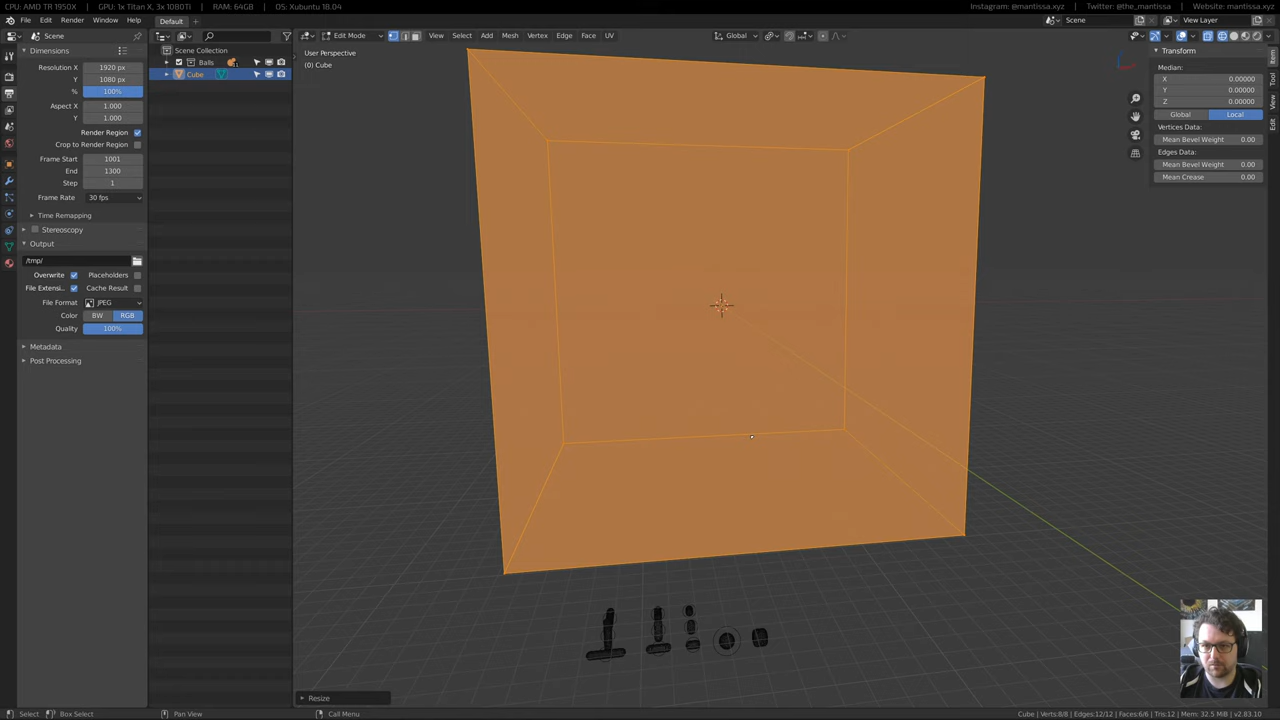 CPU: AMD TR 1950X GPU: 1x Titan X, 3x 1080Ti RAM: 64GB OS: Xubuntu 18.04 Instagram: @mantissa.xyz Twitter: @the_mantissa Website: mantissa.xyz
File Edit Render Window Help Default Scene View Layer
Edit Mode View Select Add Mesh Vertex Edge Face UV Global
Scene
Dimensions
Resolution X 1920 px
Y 1080 px
% 100%
Aspect X 1.000
Y 1.000
Render Region
Crop to Render Region
Frame Start 1001
End 1300
Step 1
Frame Rate 30 fps
Time Remapping
Stereoscopy
Output
/tmp/
Overwrite Placeholders
File Extensi... Cache Result
File Format JPEG
Color BW RGB
Quality 100%
Metadata
Post Processing
Scene Collection
Balls
Cube
User Perspective
(0) Cube
Transform
Median:
X 0.00000
Y 0.00000
Z 0.00000
Global Local
Vertices Data:
Mean Bevel Weight 0.00
Edges Data:
Mean Bevel Weight 0.00
Mean Crease 0.00
Item
Tool
View
Edit
Resize
Select Box Select Pan View Call Menu Cube | Verts:8/8 | Edges:12/12 | Faces:6/6 | Tris:12 | Mem: 32.5 MiB | v2.83.10